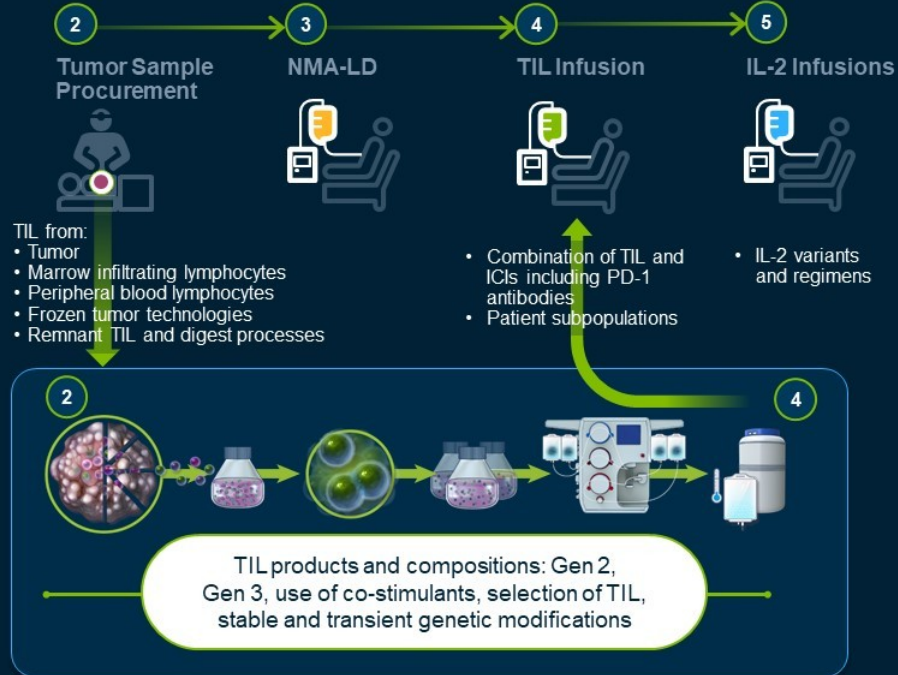 2
3
4
5
Tumor Sample
Procurement
NMA-LD
TIL Infusion
IL-2 Infusions
TIL from:
• Tumor
• Marrow infiltrating lymphocytes
• Peripheral blood lymphocytes
• Frozen tumor technologies
• Remnant TIL and digest processes
• Combination of TIL and
ICIs including PD-1
antibodies
• Patient subpopulations
• IL-2 variants
and regimens
2
4
TIL products and compositions: Gen 2,
Gen 3, use of co-stimulants, selection of TIL,
stable and transient genetic modifications